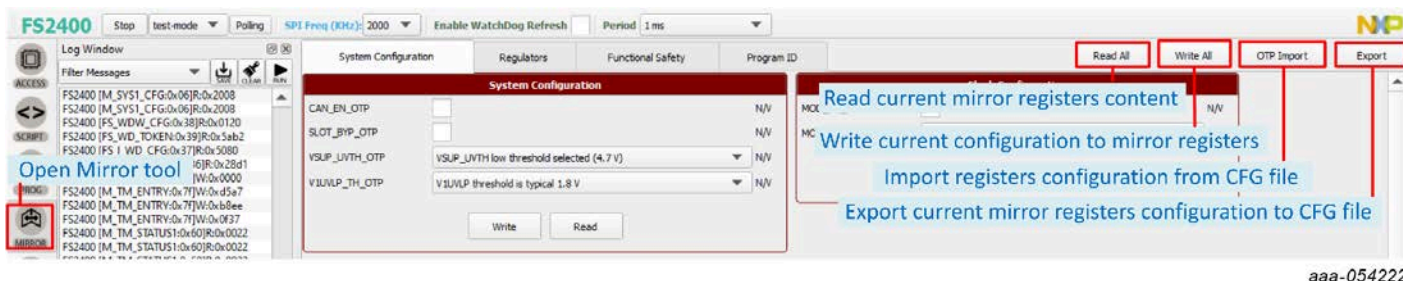 FS2400 Stop test-mode Polling SPI Freq (KHz): 2000 Enable WatchDog Refresh Period 1 ms NXP
Log Window
System Configuration Regulators Functional Safety Program ID Read All Write All OTP Import Export
Filter Messages SAVE CLEAR RUN
ACCESS
SCRIPT
PROG
MIRROR
FS2400 [M_SYS1_CFG:0x06]R:0x2008
FS2400 [M_SYS1_CFG:0x06]R:0x2008
FS2400 [FS_WDW_CFG:0x38]R:0x0120
FS2400 [FS_WD_TOKEN:0x39]R:0x5ab2
FS2400 [FS_I_WD_CFG:0x37]R:0x5080
36]R:0x28d1
]W:0x0000
FS2400 [M_TM_ENTRY:0x7f]W:0xd5a7
FS2400 [M_TM_ENTRY:0x7f]W:0xb8ee
FS2400 [M_TM_ENTRY:0x7f]W:0x0f37
FS2400 [M_TM_STATUS1:0x60]R:0x0022
FS2400 [M_TM_STATUS1:0x60]R:0x0022
Open Mirror tool
System Configuration
CAN_EN_OTP N/V
SLOT_BYP_OTP N/V
VSUP_UVTH_OTP VSUP_UVTH low threshold selected (4.7 V) N/V
V1UVLP_TH_OTP V1UVLP threshold is typical 1.8 V N/V
Write Read
N/V
Read current mirror registers content
Write current configuration to mirror registers
Import registers configuration from CFG file
Export current mirror registers configuration to CFG file
aaa-054222